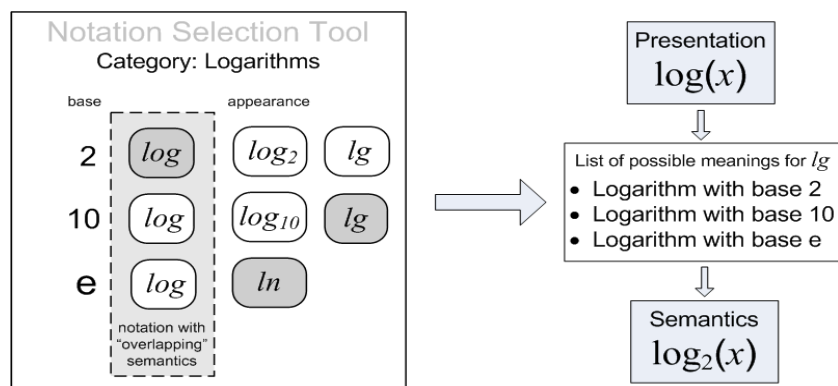 Notation Selection Tool
Category: Logarithms
base appearance
2 log log₂ lg
10 log log₁₀ lg
e log ln
notation with
“overlapping”
semantics
Presentation
log(x)
List of possible meanings for lg
• Logarithm with base 2
• Logarithm with base 10
• Logarithm with base e
Semantics
log₂(x)